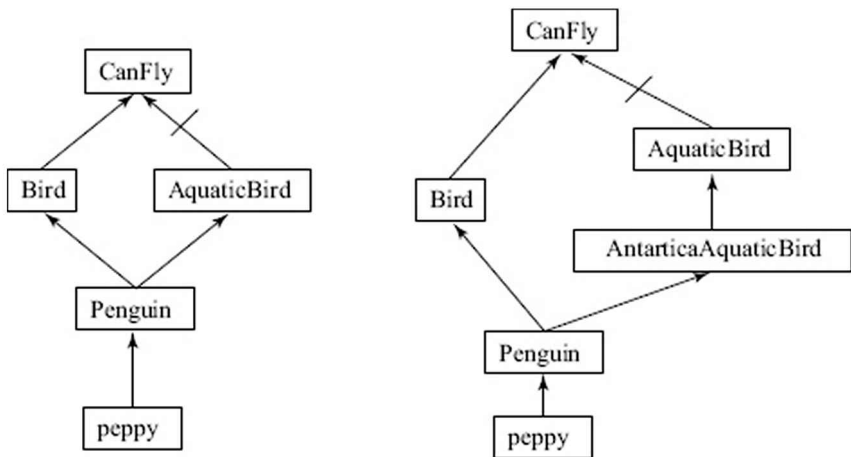 CanFly
Bird
AquaticBird
Penguin
peppy
CanFly
AquaticBird
Bird
AntarticaAquaticBird
Penguin
peppy